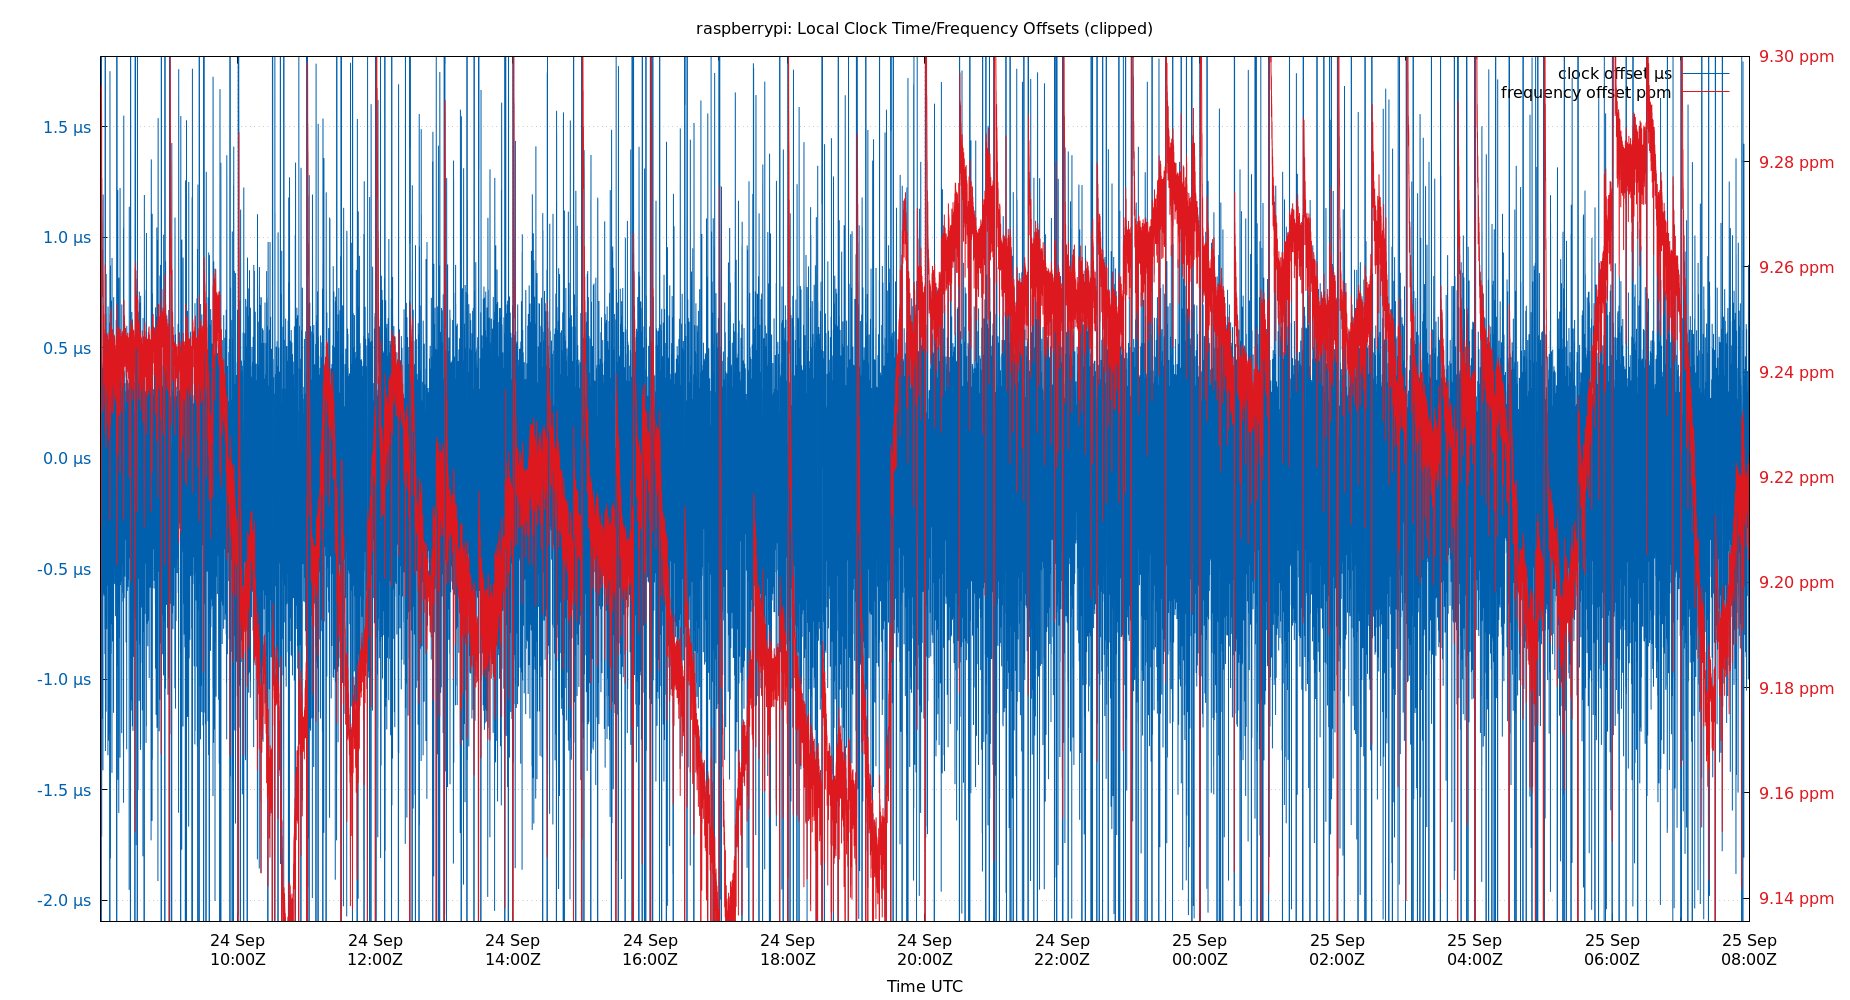 raspberrypi: Local Clock Time/Frequency Offsets (clipped)
9.30 ppm
clock offset µs
frequency offset ppm
1.5 µs
9.28 ppm
1.0 µs
9.26 ppm
0.5 µs
9.24 ppm
0.0 µs
9.22 ppm
-0.5 µs
9.20 ppm
-1.0 µs
9.18 ppm
-1.5 µs
9.16 ppm
-2.0 µs
9.14 ppm
24 Sep 24 Sep 24 Sep 24 Sep 24 Sep 24 Sep 24 Sep 25 Sep 25 Sep 25 Sep 25 Sep 25 Sep
10:00Z 12:00Z 14:00Z 16:00Z 18:00Z 20:00Z 22:00Z 00:00Z 02:00Z 04:00Z 06:00Z 08:00Z
Time UTC